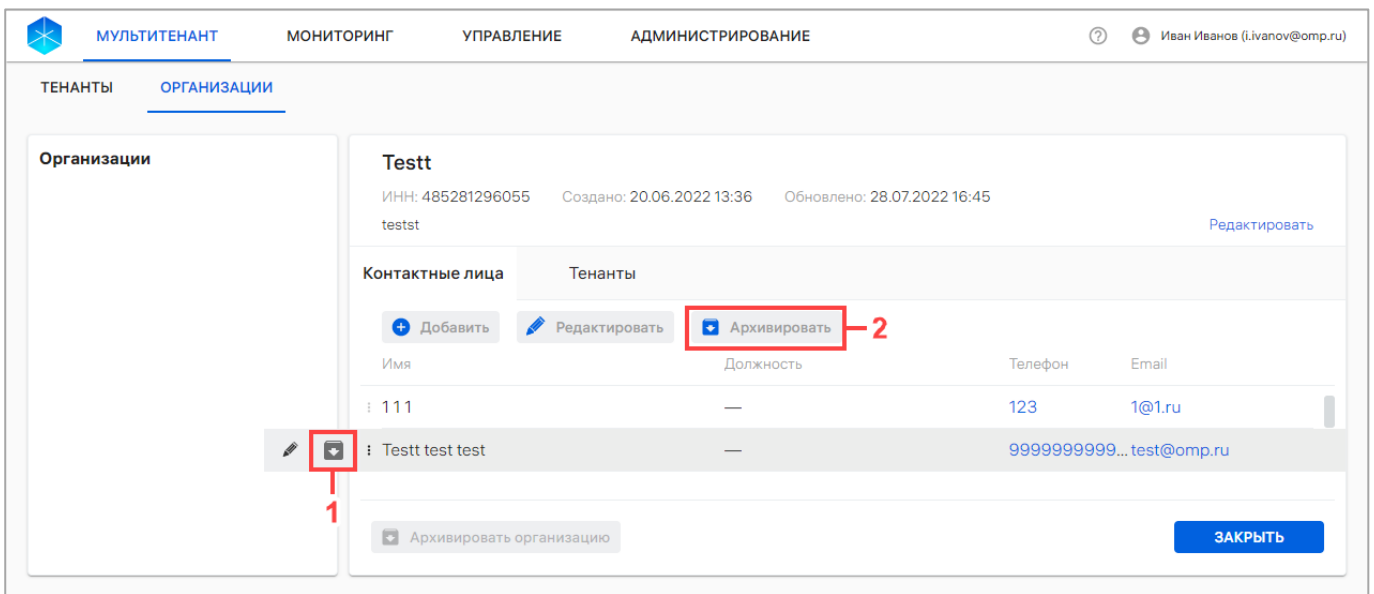 МУЛЬТИТЕНАНТ МОНИТОРИНГ УПРАВЛЕНИЕ АДМИНИСТРИРОВАНИЕ ? Иван Иванов (i.ivanov@omp.ru)
ТЕНАНТЫ ОРГАНИЗАЦИИ
Организации
Testt
ИНН: 485281296055 Создано: 20.06.2022 13:36 Обновлено: 28.07.2022 16:45
testst Редактировать
Контактные лица Тенанты
Добавить Редактировать Архивировать 2
Имя Должность Телефон Email
111 — 123 1@1.ru
Testt test test — 9999999999... test@omp.ru
1
Архивировать организацию ЗАКРЫТЬ